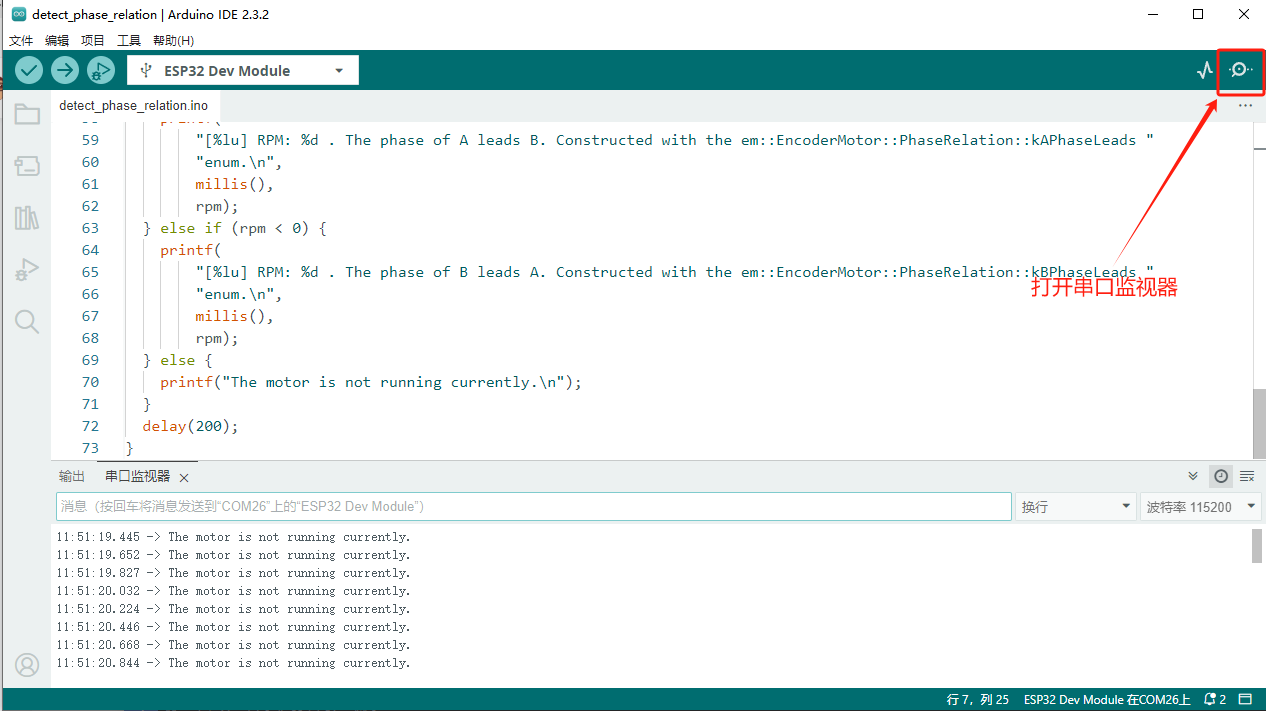 detect_phase_relation | Arduino IDE 2.3.2
文件 编辑 项目 工具 帮助(H)
ESP32 Dev Module
detect_phase_relation.ino
59 "[%lu] RPM: %d . The phase of A leads B. Constructed with the em::EncoderMotor::PhaseRelation::kAPhaseLeads "
60 "enum.\n",
61 millis(),
62 rpm);
63 } else if (rpm < 0) {
64 printf(
65 "[%lu] RPM: %d . The phase of B leads A. Constructed with the em::EncoderMotor::PhaseRelation::kBPhaseLeads "
打开串口监视器
66 "enum.\n",
67 millis(),
68 rpm);
69 } else {
70 printf("The motor is not running currently.\n");
71 }
72 delay(200);
73 }
输出 串口监视器
消息（按回车将消息发送到“COM26”上的“ESP32 Dev Module”） 换行 波特率 115200
11:51:19.445 -> The motor is not running currently.
11:51:19.652 -> The motor is not running currently.
11:51:19.827 -> The motor is not running currently.
11:51:20.032 -> The motor is not running currently.
11:51:20.224 -> The motor is not running currently.
11:51:20.446 -> The motor is not running currently.
11:51:20.668 -> The motor is not running currently.
11:51:20.844 -> The motor is not running currently.
行 7，列 25 ESP32 Dev Module 在COM26上 2